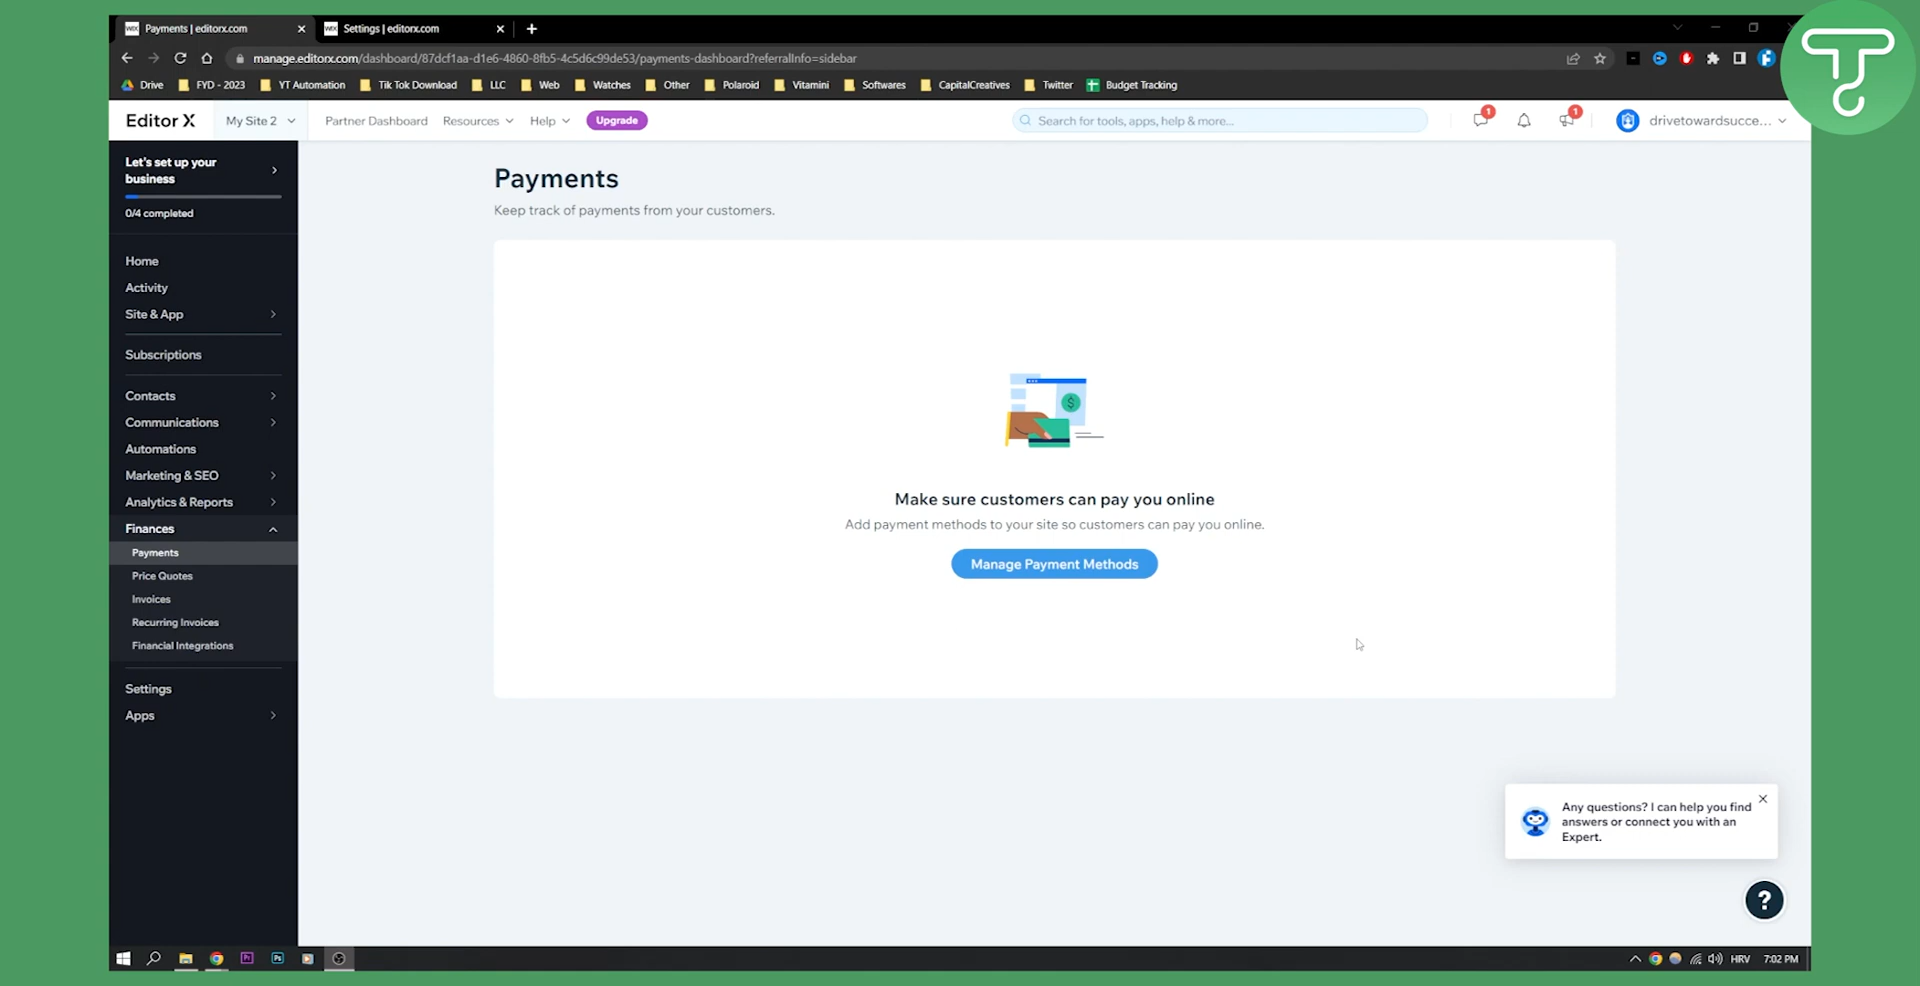 Payments | editorx.com
Settings | editorx.com
manage.editorx.com/dashboard/87dcf1aa-d1e6-4860-8fb5-4c5d6c99de53/payments-dashboard?referralInfo=sidebar
Drive FYD - 2023 YT Automation Tik Tok Download LLC Web Watches Other Polaroid Vitamini Softwares CapitalCreatives Twitter Budget Tracking
Editor X My Site 2 Partner Dashboard Resources Help Upgrade Search for tools, apps, help & more... 1 1 drivetowardsucce...
Let's set up your
business
0/4 completed
Home
Activity
Site & App
Subscriptions
Contacts
Communications
Automations
Marketing & SEO
Analytics & Reports
Finances
Payments
Price Quotes
Invoices
Recurring Invoices
Financial Integrations
Settings
Apps
Payments
Keep track of payments from your customers.
$
Make sure customers can pay you online
Add payment methods to your site so customers can pay you online.
Manage Payment Methods
Any questions? I can help you find
answers or connect you with an
Expert.
?
Pr Ps HRV 7:02 PM